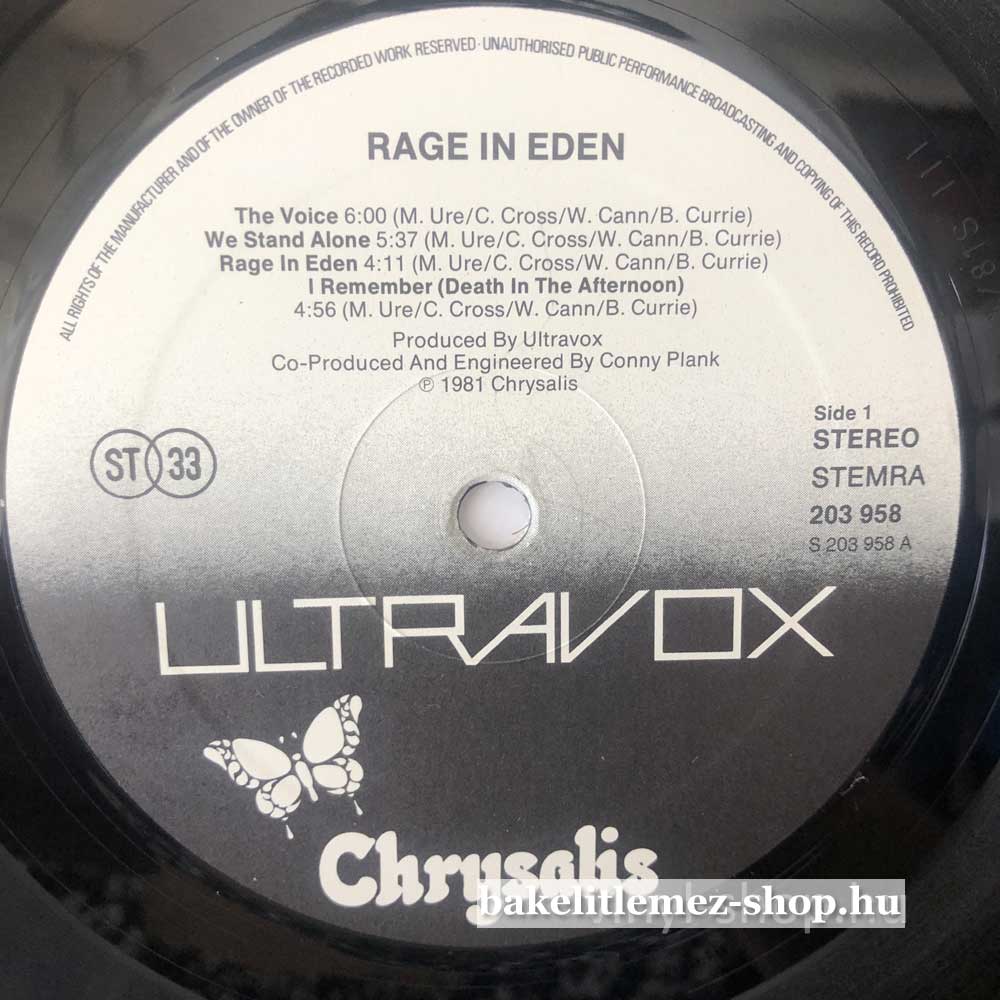 ALL RIGHTS OF THE MANUFACTURER AND OF THE OWNER OF THE RECORDED WORK RESERVED · UNAUTHORISED PUBLIC PERFORMANCE BROADCASTING AND COPYING OF THIS RECORD PROHIBITED
RAGE IN EDEN
The Voice 6:00 (M. Ure/C. Cross/W. Cann/B. Currie)
We Stand Alone 5:37 (M. Ure/C. Cross/W. Cann/B. Currie)
Rage In Eden 4:11 (M. Ure/C. Cross/W. Cann/B. Currie)
I Remember (Death In The Afternoon)
4:56 (M. Ure/C. Cross/W. Cann/B. Currie)
Produced By Ultravox
Co-Produced And Engineered By Conny Plank
℗ 1981 Chrysalis
ST 33
Side 1
STEREO
STEMRA
203 958
S 203 958 A
ULTRAVOX
Chrysalis
bakelitlemez-shop.hu